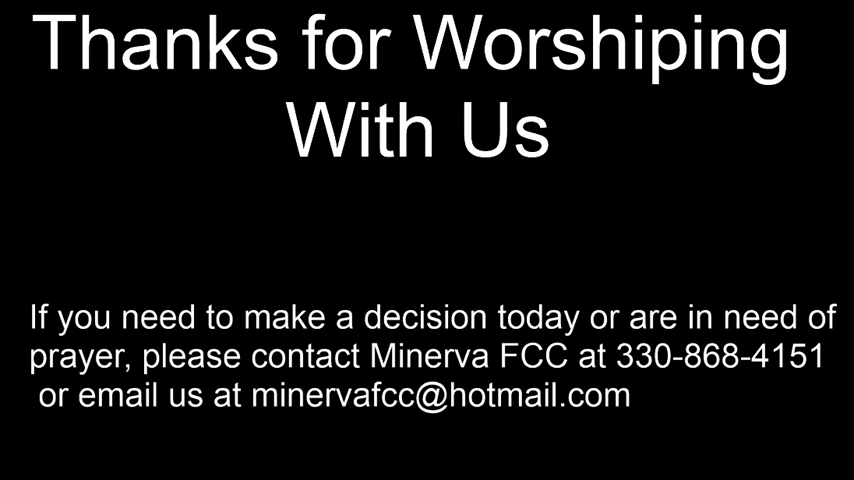 Thanks for Worshiping
With Us
If you need to make a decision today or are in need of
prayer, please contact Minerva FCC at 330-868-4151
or email us at minervafcc@hotmail.com